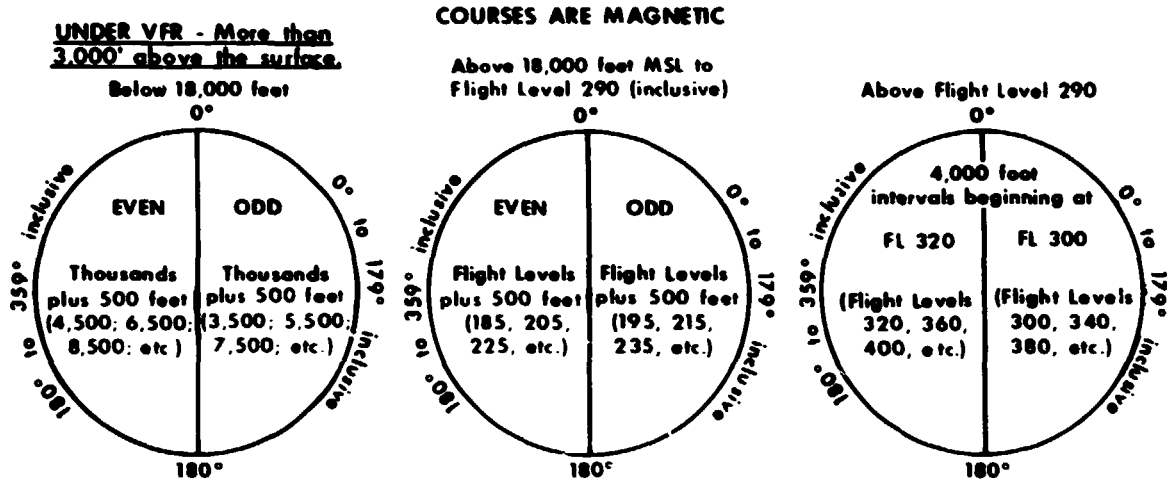 COURSES ARE MAGNETIC
UNDER VFR - More than
3,000' above the surface.
Below 18,000 feet
0°
359° inclusive
180° to
EVEN
Thousands
plus 500 feet
(4,500; 6,500;
8,500; etc.)
ODD
Thousands
plus 500 feet
(3,500; 5,500;
7,500; etc.)
0° to
179° inclusive
180°
Above 18,000 feet MSL to
Flight Level 290 (inclusive)
0°
359° inclusive
180° to
EVEN
Flight Levels
plus 500 feet
(185, 205,
225, etc.)
ODD
Flight Levels
plus 500 feet
(195, 215,
235, etc.)
0° to
179° inclusive
180°
Above Flight Level 290
0°
4,000 foot
intervals beginning at
359° inclusive
180° to
FL 320
(Flight Levels
320, 360,
400, etc.)
FL 300
(Flight Levels
300, 340,
380, etc.)
0° to
179° inclusive
180°